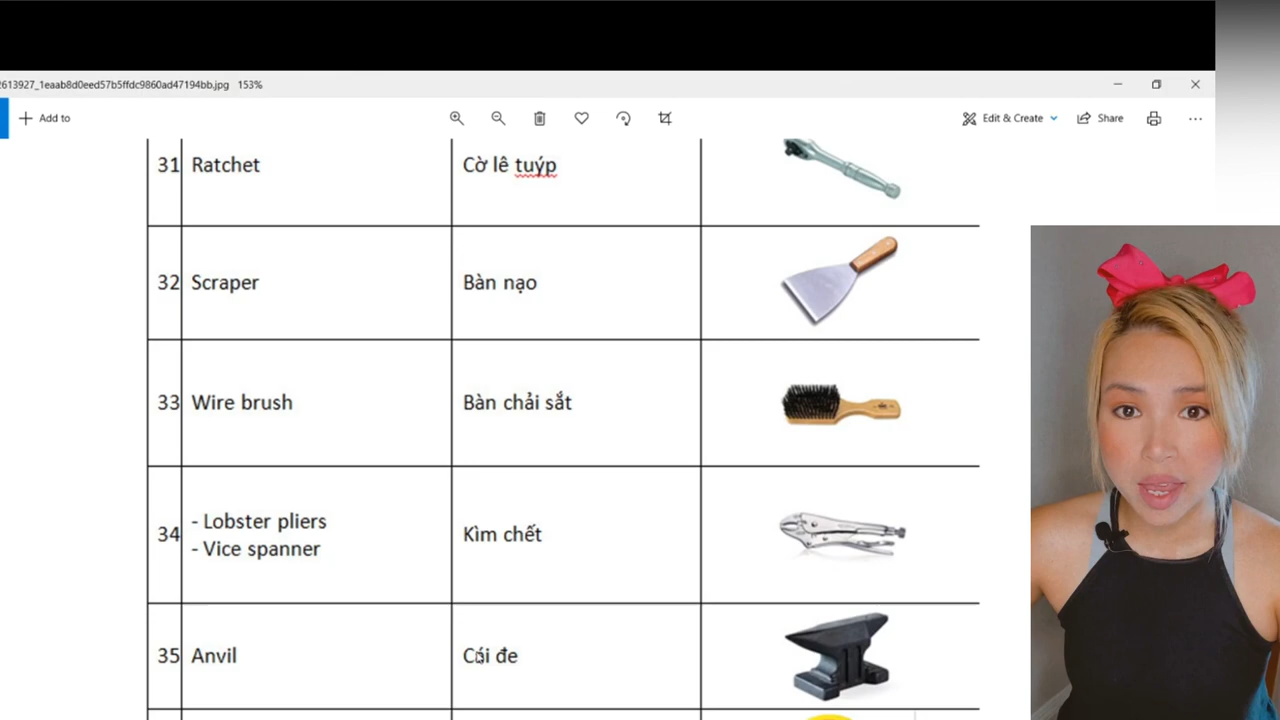 2613927_1eaab8d0eed57b5ffdc9860ad47194bb.jpg 153%
Add to
Edit & Create
Share
31 Ratchet Cờ lê tuýp
32 Scraper Bàn nạo
33 Wire brush Bàn chải sắt
34 - Lobster pliers
- Vice spanner
Kìm chết
35 Anvil Cái đe